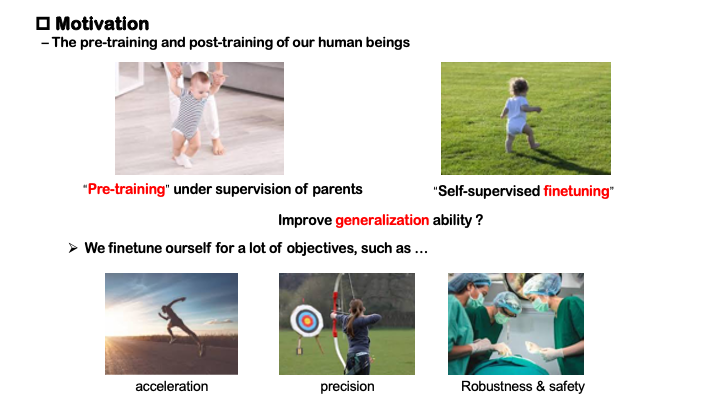 Motivation
– The pre-training and post-training of our human beings
“Pre-training” under supervision of parents
“Self-supervised finetuning”
Improve generalization ability ?
➢ We finetune ourself for a lot of objectives, such as …
acceleration
precision
Robustness & safety